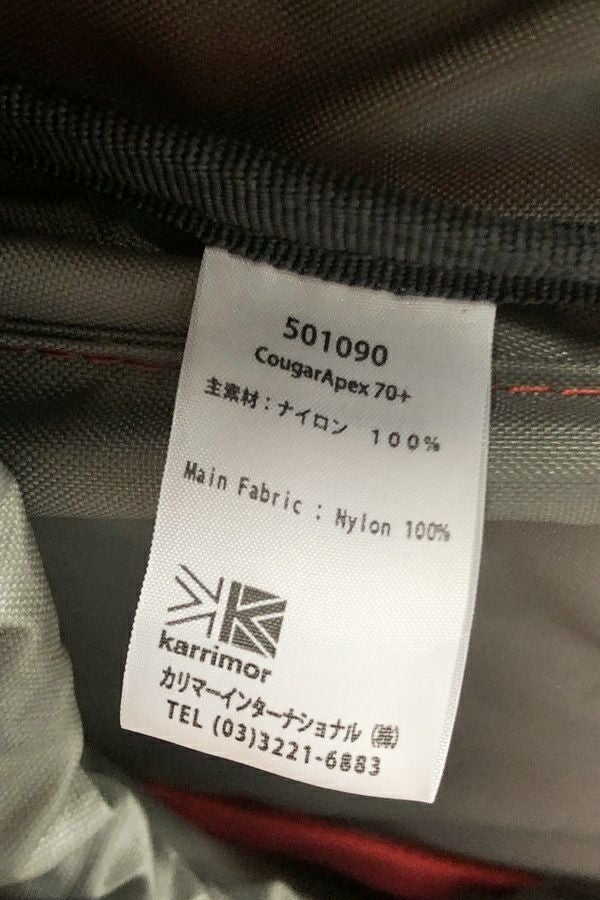 501090
CougarApex 70+
主素材：ナイロン 100%
Main Fabric : Nylon 100%
karrimor
カリマーインターナショナル ㈱
TEL (03)3221-6883